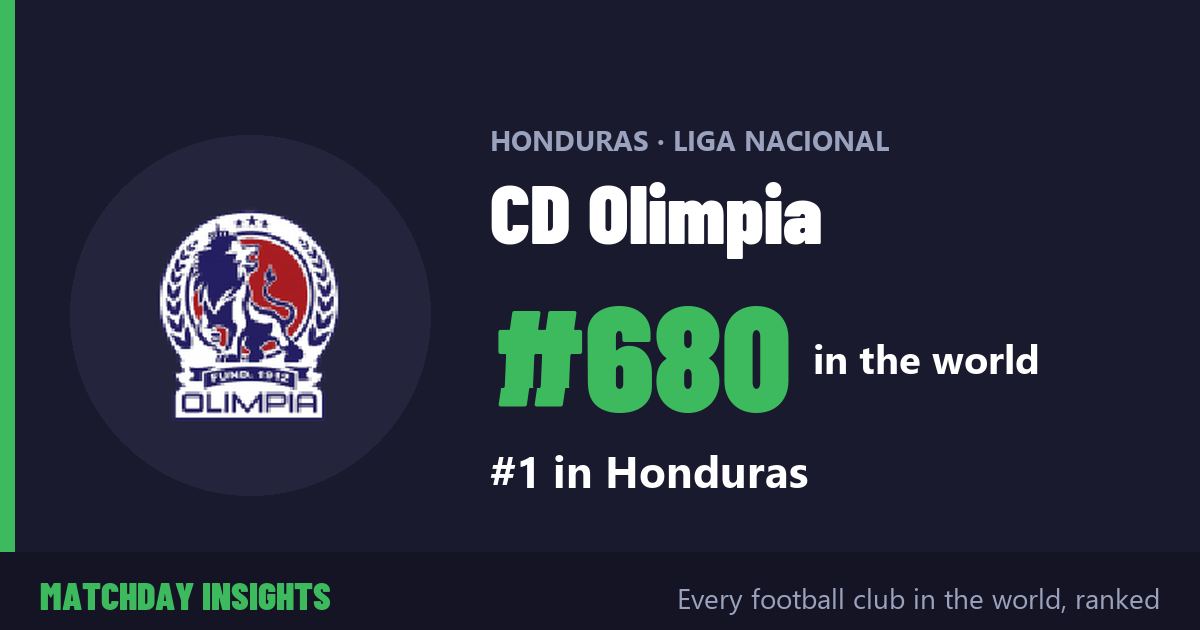 HONDURAS · LIGA NACIONAL
CD Olimpia
#680 in the world
#1 in Honduras
FUND. 1912
OLIMPIA
MATCHDAY INSIGHTS
Every football club in the world, ranked